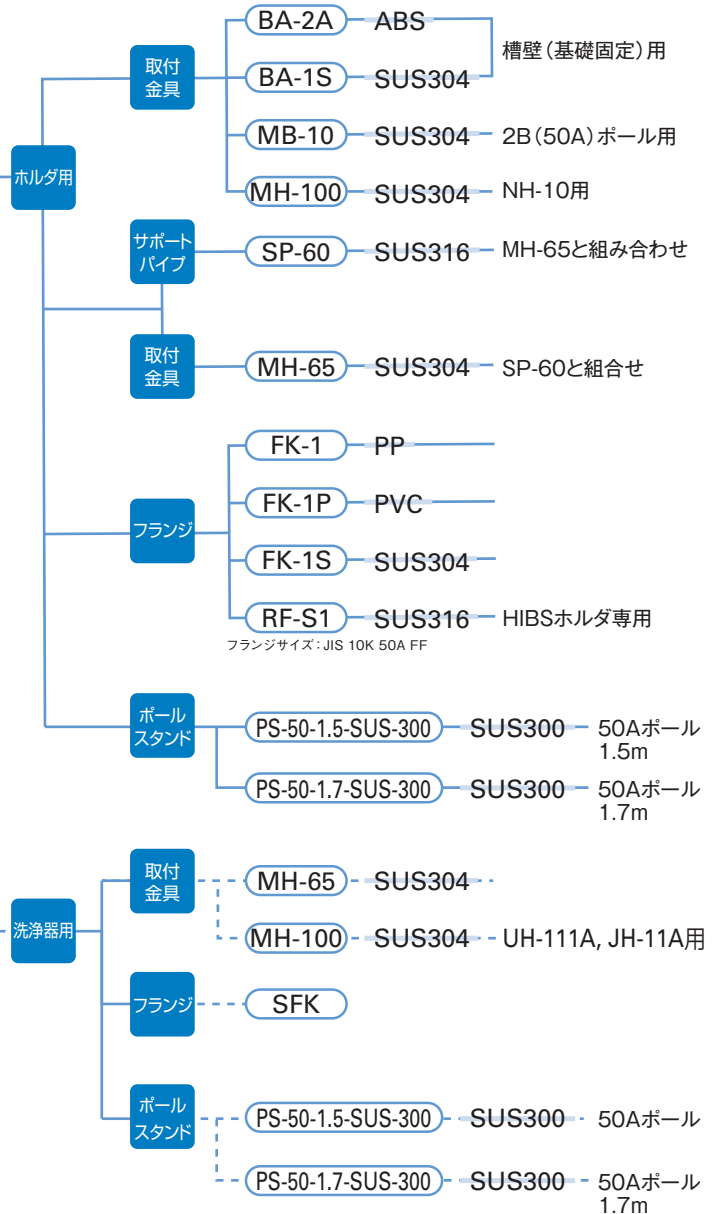 ホルダ用
取付
金具
BA-2A ABS
BA-1S SUS304
槽壁(基礎固定)用
MB-10 SUS304 2B(50A)ポール用
MH-100 SUS304 NH-10用
サポート
パイプ
SP-60 SUS316 MH-65と組み合わせ
取付
金具
MH-65 SUS304 SP-60と組合せ
フランジ
FK-1 PP
FK-1P PVC
FK-1S SUS304
RF-S1 SUS316 HIBSホルダ専用
フランジサイズ:JIS 10K 50A FF
ポール
スタンド
PS-50-1.5-SUS-300 SUS300 50Aポール
1.5m
PS-50-1.7-SUS-300 SUS300 50Aポール
1.7m
洗浄器用
取付
金具
MH-65 SUS304
MH-100 SUS304 UH-111A, JH-11A用
フランジ
SFK
ポール
スタンド
PS-50-1.5-SUS-300 SUS300 50Aポール
PS-50-1.7-SUS-300 SUS300 50Aポール
1.7m